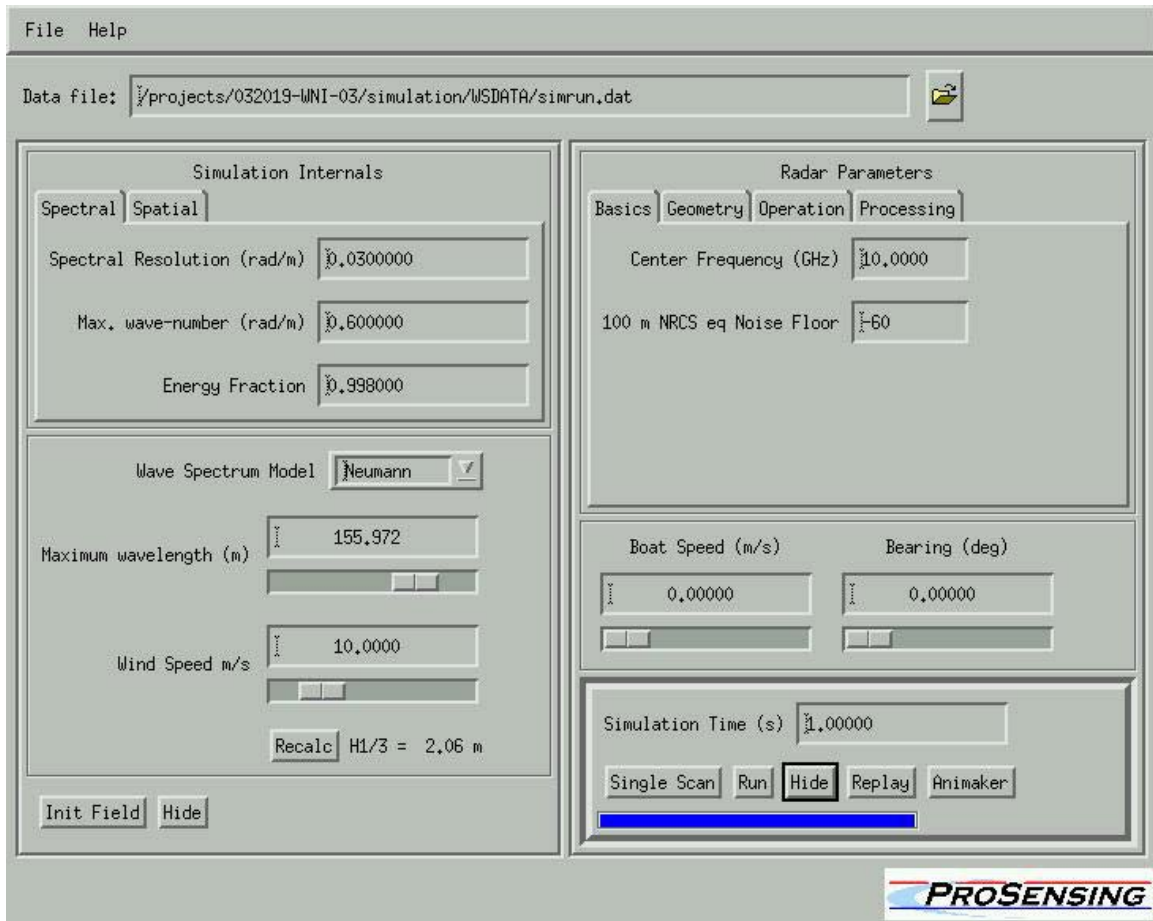 File Help
Data file: /projects/032019-WNI-03/simulation/WSDATA/simrun.dat
Simulation Internals
Spectral Spatial
Spectral Resolution (rad/m) 0.0300000
Max. wave-number (rad/m) 0.600000
Energy Fraction 0.998000
Wave Spectrum Model Neumann
Maximum wavelength (m) 155.972
Wind Speed m/s 10.0000
Recalc H1/3 = 2.06 m
Init Field Hide
Radar Parameters
Basics Geometry Operation Processing
Center Frequency (GHz) 10.0000
100 m NRCS eq Noise Floor -60
Boat Speed (m/s) Bearing (deg)
0.00000 0.00000
Simulation Time (s) 1.00000
Single Scan Run Hide Replay Animaker
PROSENSING